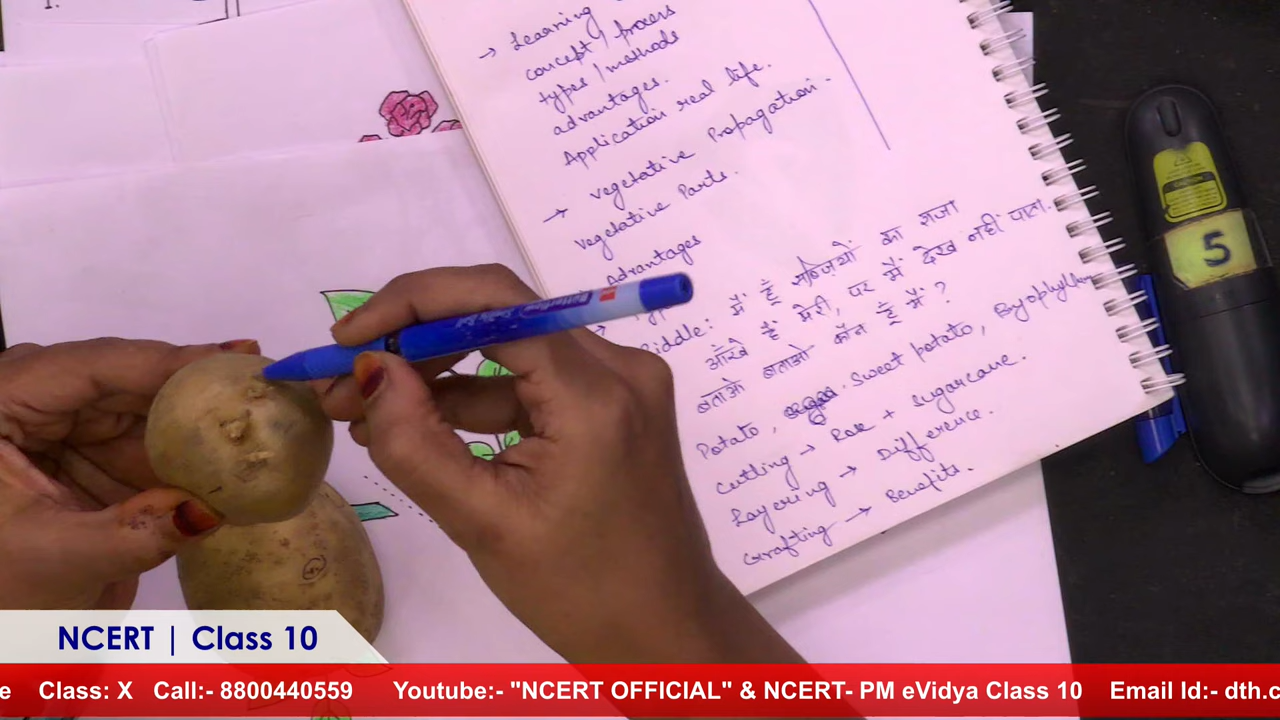 1.
→ Learning
concept / process
types / methods
advantages.
Application real life.
→ vegetative Propagation.
vegetative Parts.
Advantages
Riddle: मैं हूँ सब्जियों का राजा
आँखे हैं मेरी, पर मैं देख नहीं पाता.
बताओ बताओ कौन हूँ मैं ?
Potato, Sweet potato, Bryophyllum
Cutting → Rose + Sugarcane.
Layering → Difference.
Grafting → Benefits.
5
NCERT | Class 10
e Class: X Call:- 8800440559 Youtube:- "NCERT OFFICIAL" & NCERT- PM eVidya Class 10 Email Id:- dth.c